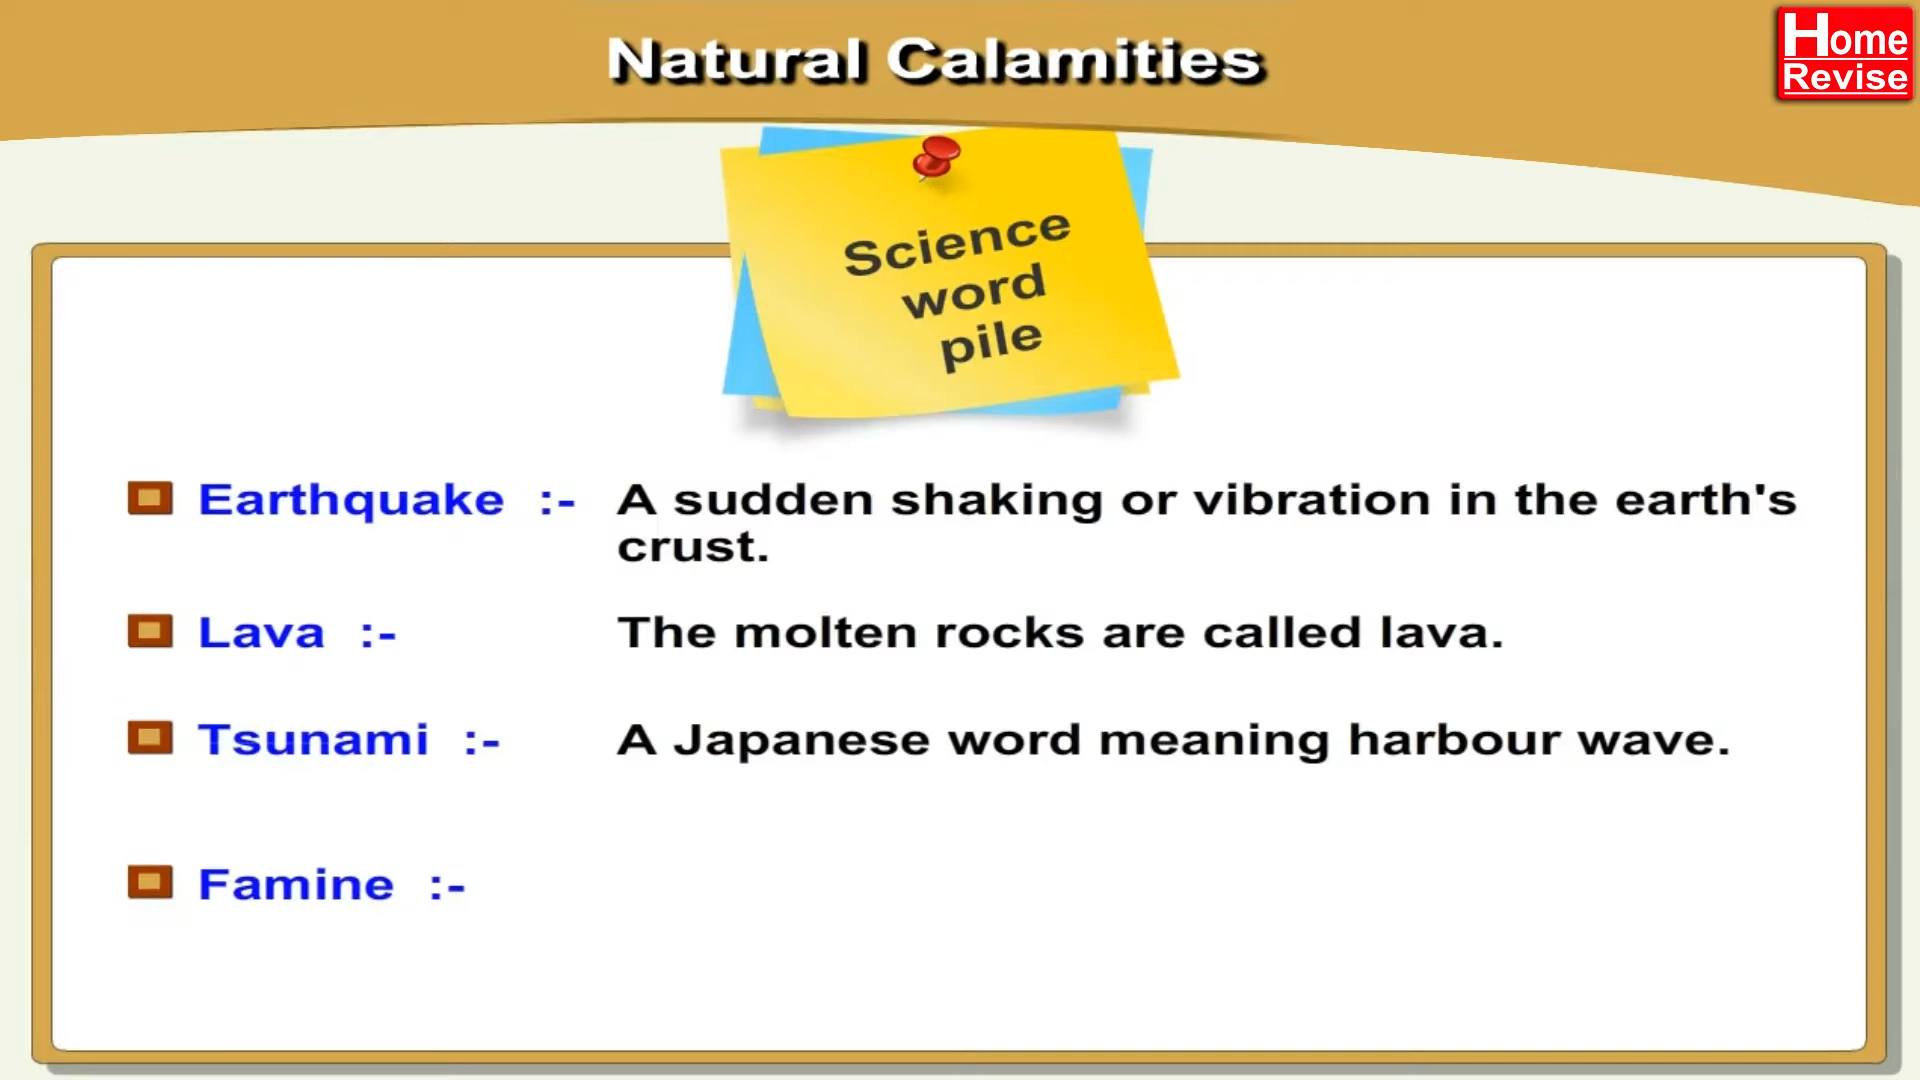 Natural Calamities
Home
Revise
Science
word
pile
Earthquake :- A sudden shaking or vibration in the earth's
crust.
Lava :- The molten rocks are called lava.
Tsunami :- A Japanese word meaning harbour wave.
Famine :-